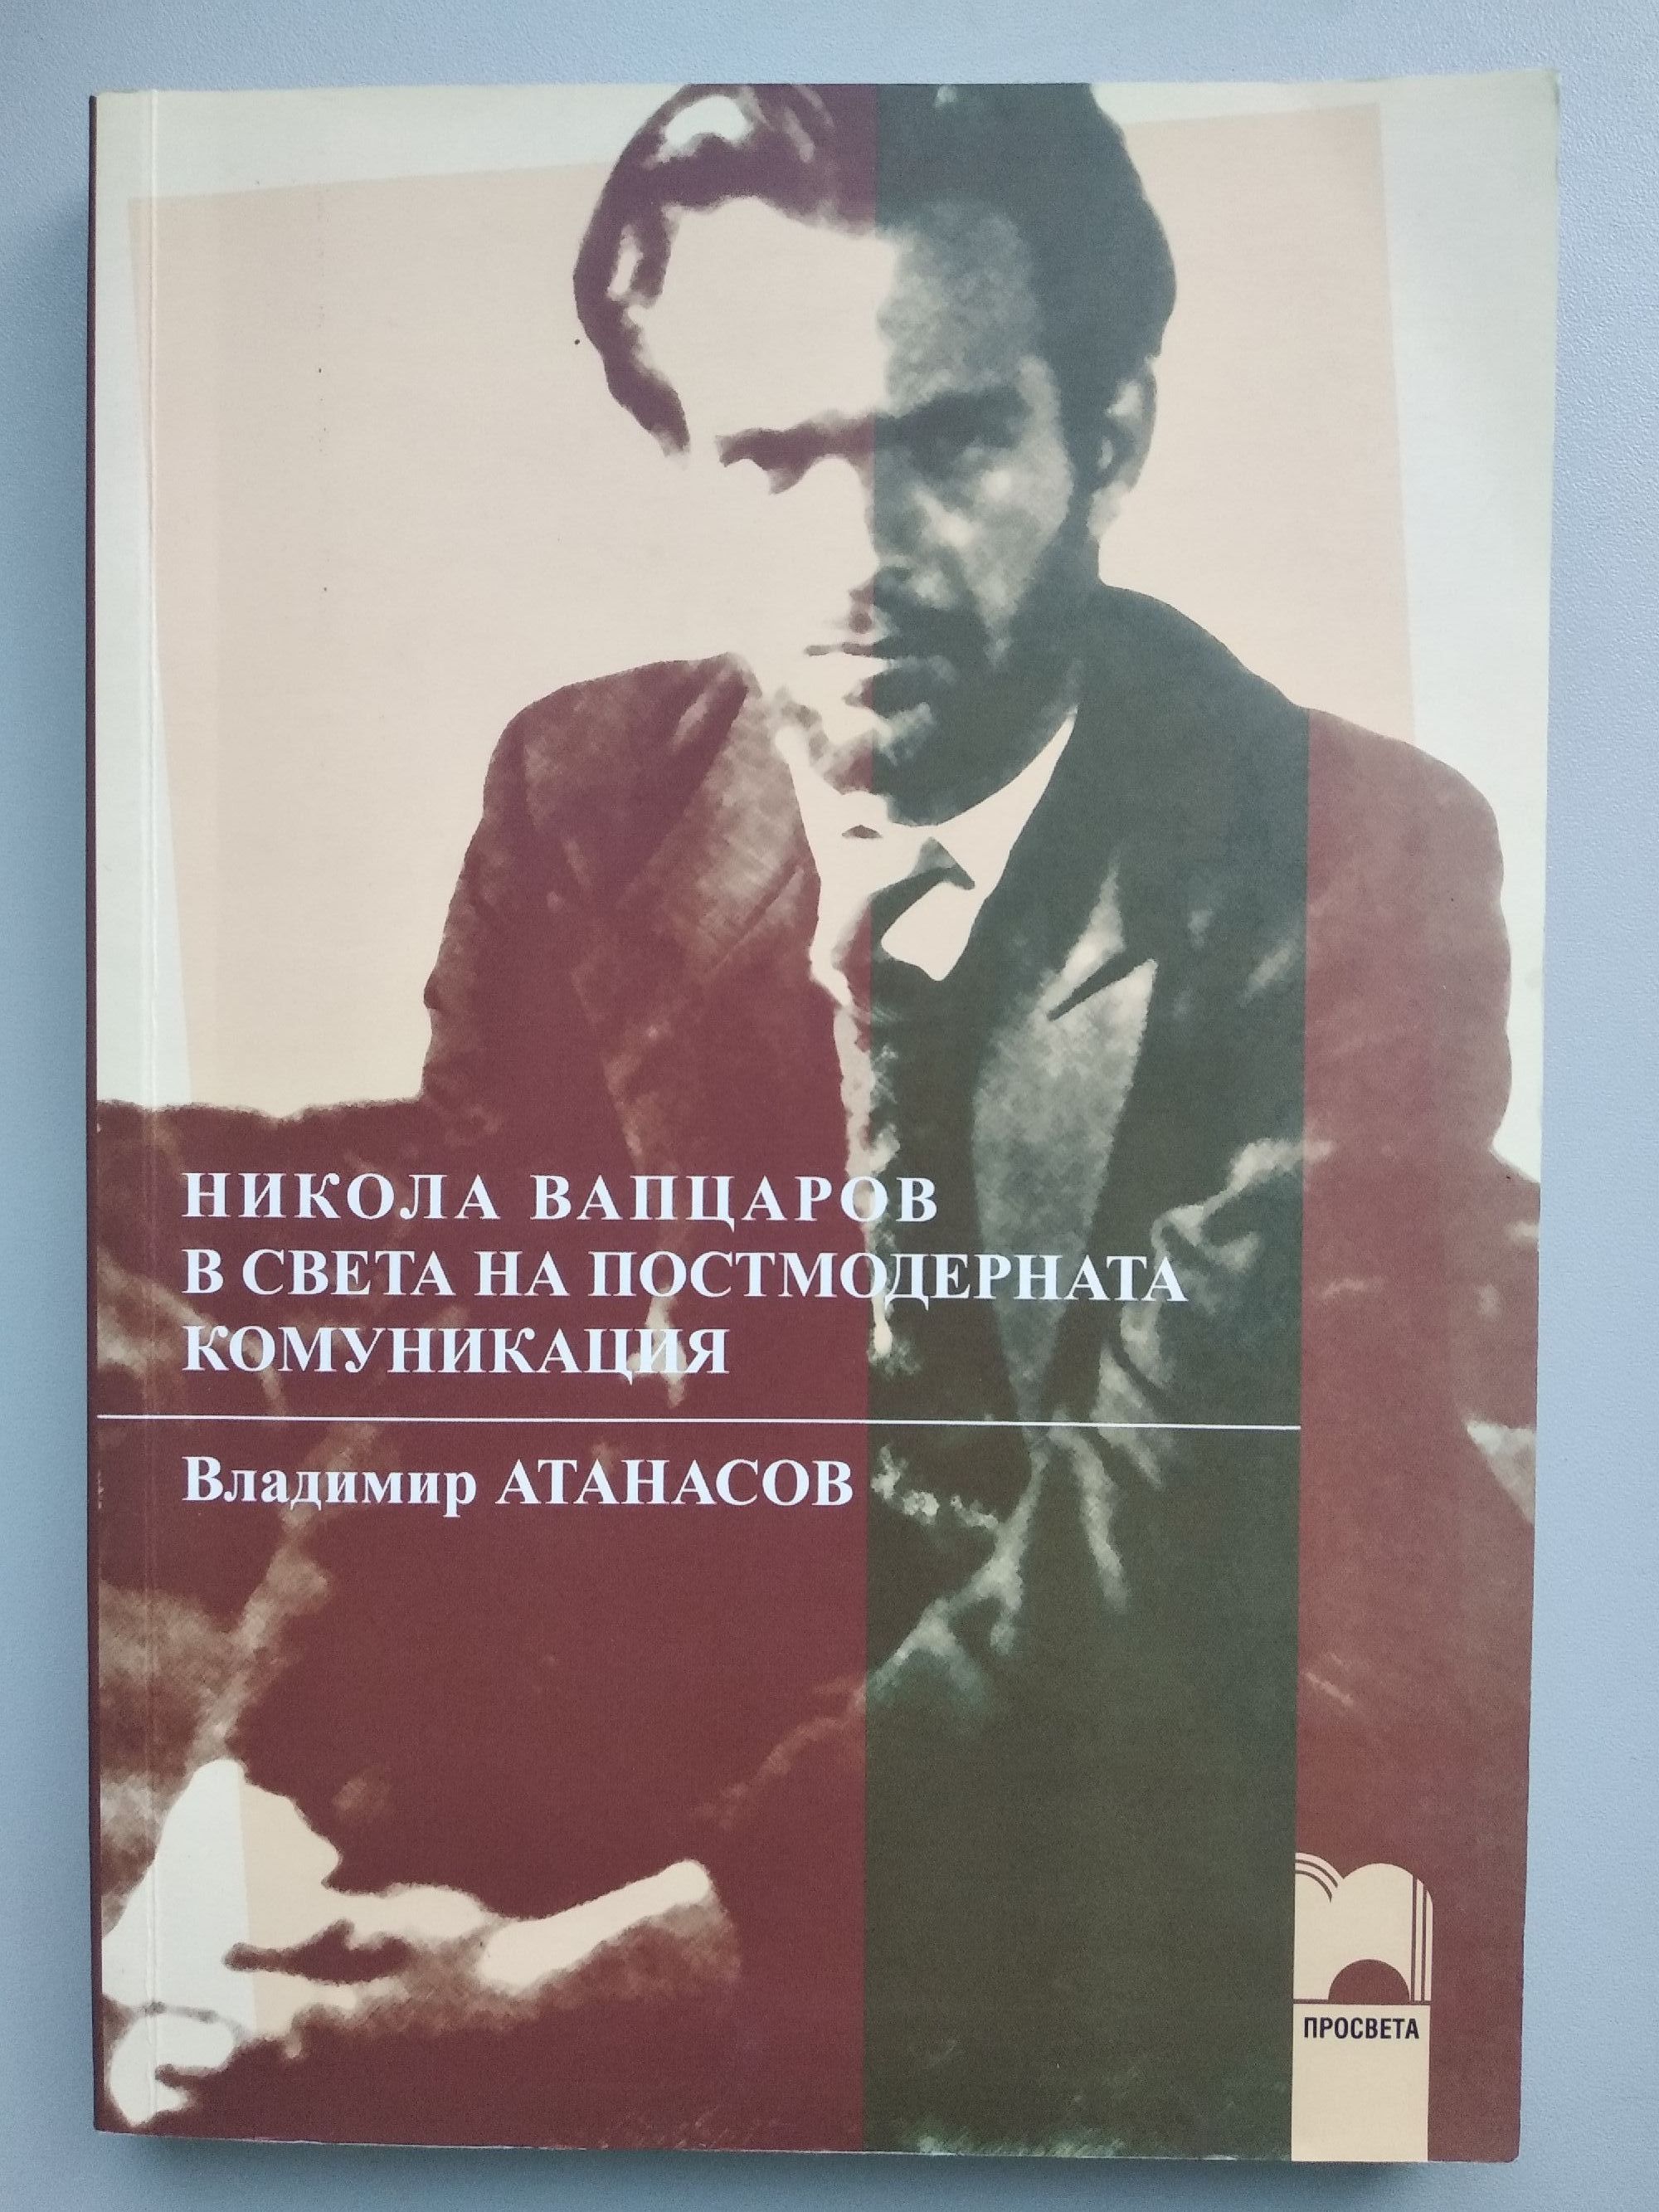 НИКОЛА ВАПЦАРОВ
В СВЕТА НА ПОСТМОДЕРНАТА
КОМУНИКАЦИЯ
Владимир АТАНАСОВ
ПРОСВЕТА